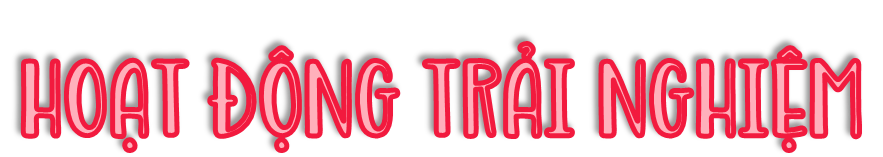 HOẠT ĐỘNG TRẢI NGHIỆM